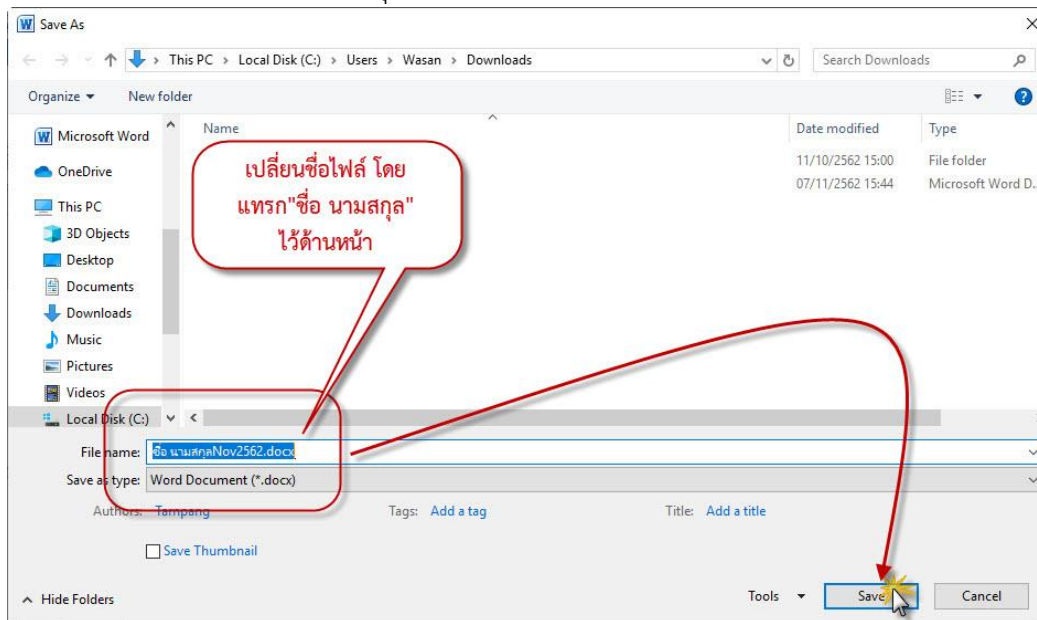 Save As
This PC › Local Disk (C:) › Users › Wasan › Downloads
Search Downloads
Organize
New folder
Name
Date modified
Type
Microsoft Word
11/10/2562 15:00
File folder
OneDrive
07/11/2562 15:44
Microsoft Word D..
This PC
3D Objects
Desktop
Documents
Downloads
Music
Pictures
Videos
Local Disk (C:)
เปลี่ยนชื่อไฟล์ โดย
แทรก"ชื่อ นามสกุล"
ไว้ด้านหน้า
File name: ชื่อ นามสกุลNov2562.docx
Save as type: Word Document (*.docx)
Authors: Tarnpang
Tags: Add a tag
Title: Add a title
Save Thumbnail
Hide Folders
Tools
Save
Cancel